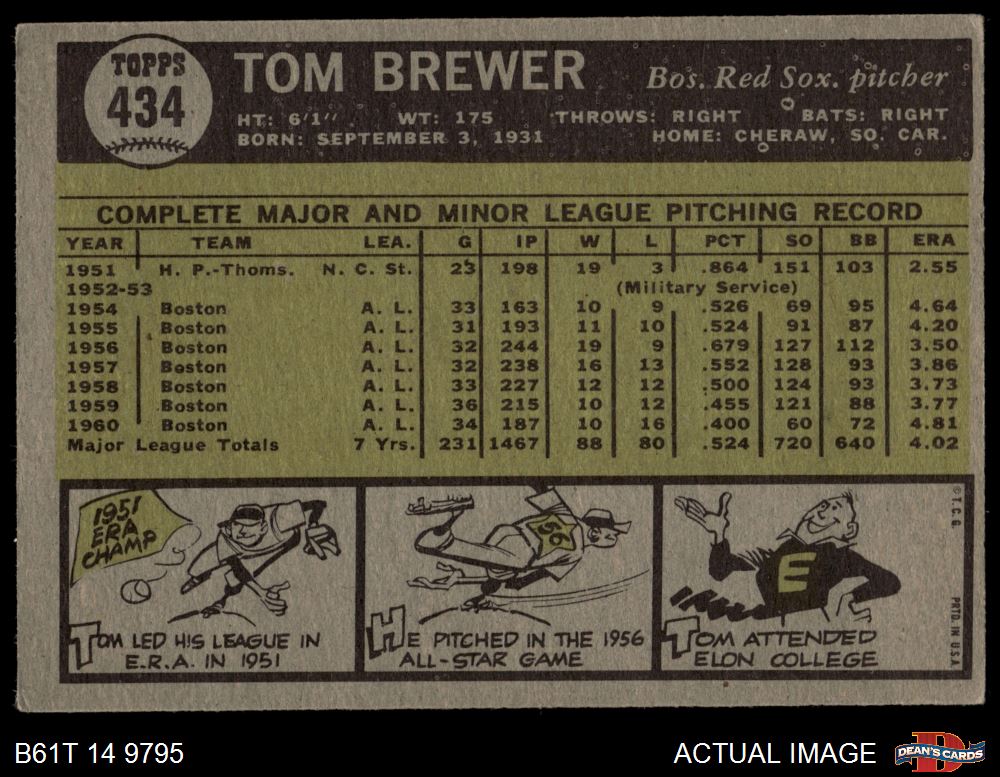 TOPPS
434
TOM BREWER
Bos. Red Sox. pitcher
HT: 6'1" WT: 175 THROWS: RIGHT BATS: RIGHT
BORN: SEPTEMBER 3, 1931 HOME: CHERAW, SO. CAR.
COMPLETE MAJOR AND MINOR LEAGUE PITCHING RECORD
YEAR TEAM LEA. G IP W L PCT SO BB ERA
1951 H. P.-Thoms. N. C. St. 23 198 19 3 .864 151 103 2.55
1952-53 (Military Service)
1954 Boston A. L. 33 163 10 9 .526 69 95 4.64
1955 Boston A. L. 31 193 11 10 .524 91 87 4.20
1956 Boston A. L. 32 244 19 9 .679 127 112 3.50
1957 Boston A. L. 32 238 16 13 .552 128 93 3.86
1958 Boston A. L. 33 227 12 12 .500 124 93 3.73
1959 Boston A. L. 36 215 10 12 .455 121 88 3.77
1960 Boston A. L. 34 187 10 16 .400 60 72 4.81
Major League Totals 7 Yrs. 231 1467 88 80 .524 720 640 4.02
1951
ERA
CHAMP
TOM LED HIS LEAGUE IN
E.R.A. IN 1951
56
HE PITCHED IN THE 1956
ALL-STAR GAME
E
TOM ATTENDED
ELON COLLEGE
© T. C. G.
PRTD. IN U.S.A.
B61T 14 9795
ACTUAL IMAGE
D
DEAN'S CARDS